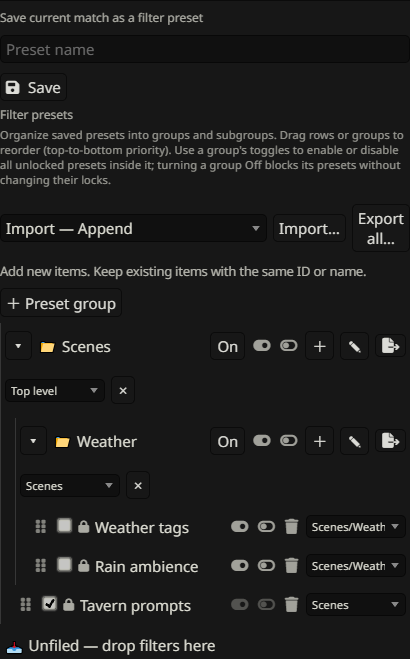 Save current match as a filter preset
Preset name
Save
Filter presets
Organize saved presets into groups and subgroups. Drag rows or groups to
reorder (top-to-bottom priority). Use a group's toggles to enable or disable
all unlocked presets inside it; turning a group Off blocks its presets without
changing their locks.
Import — Append
Import...
Export
all...
Add new items. Keep existing items with the same ID or name.
+ Preset group
Scenes
On
Top level
Weather
On
Scenes
Weather tags
Scenes/Weath
Rain ambience
Scenes/Weath
Tavern prompts
Scenes
Unfiled — drop filters here